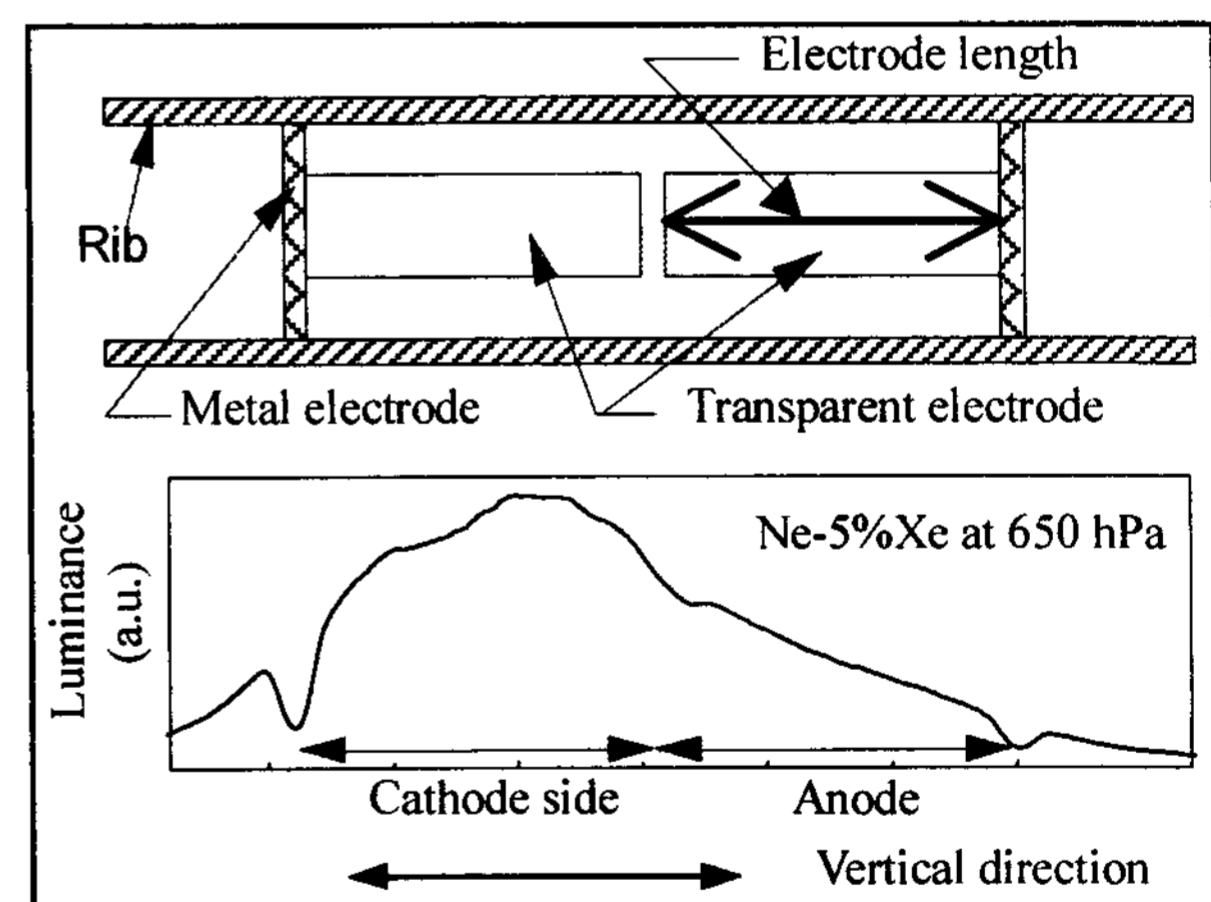 Electrode length
Rib
Metal electrode
Transparent electrode
Luminance
(a.u.)
Ne-5%Xe at 650 hPa
Cathode side
Anode
Vertical direction